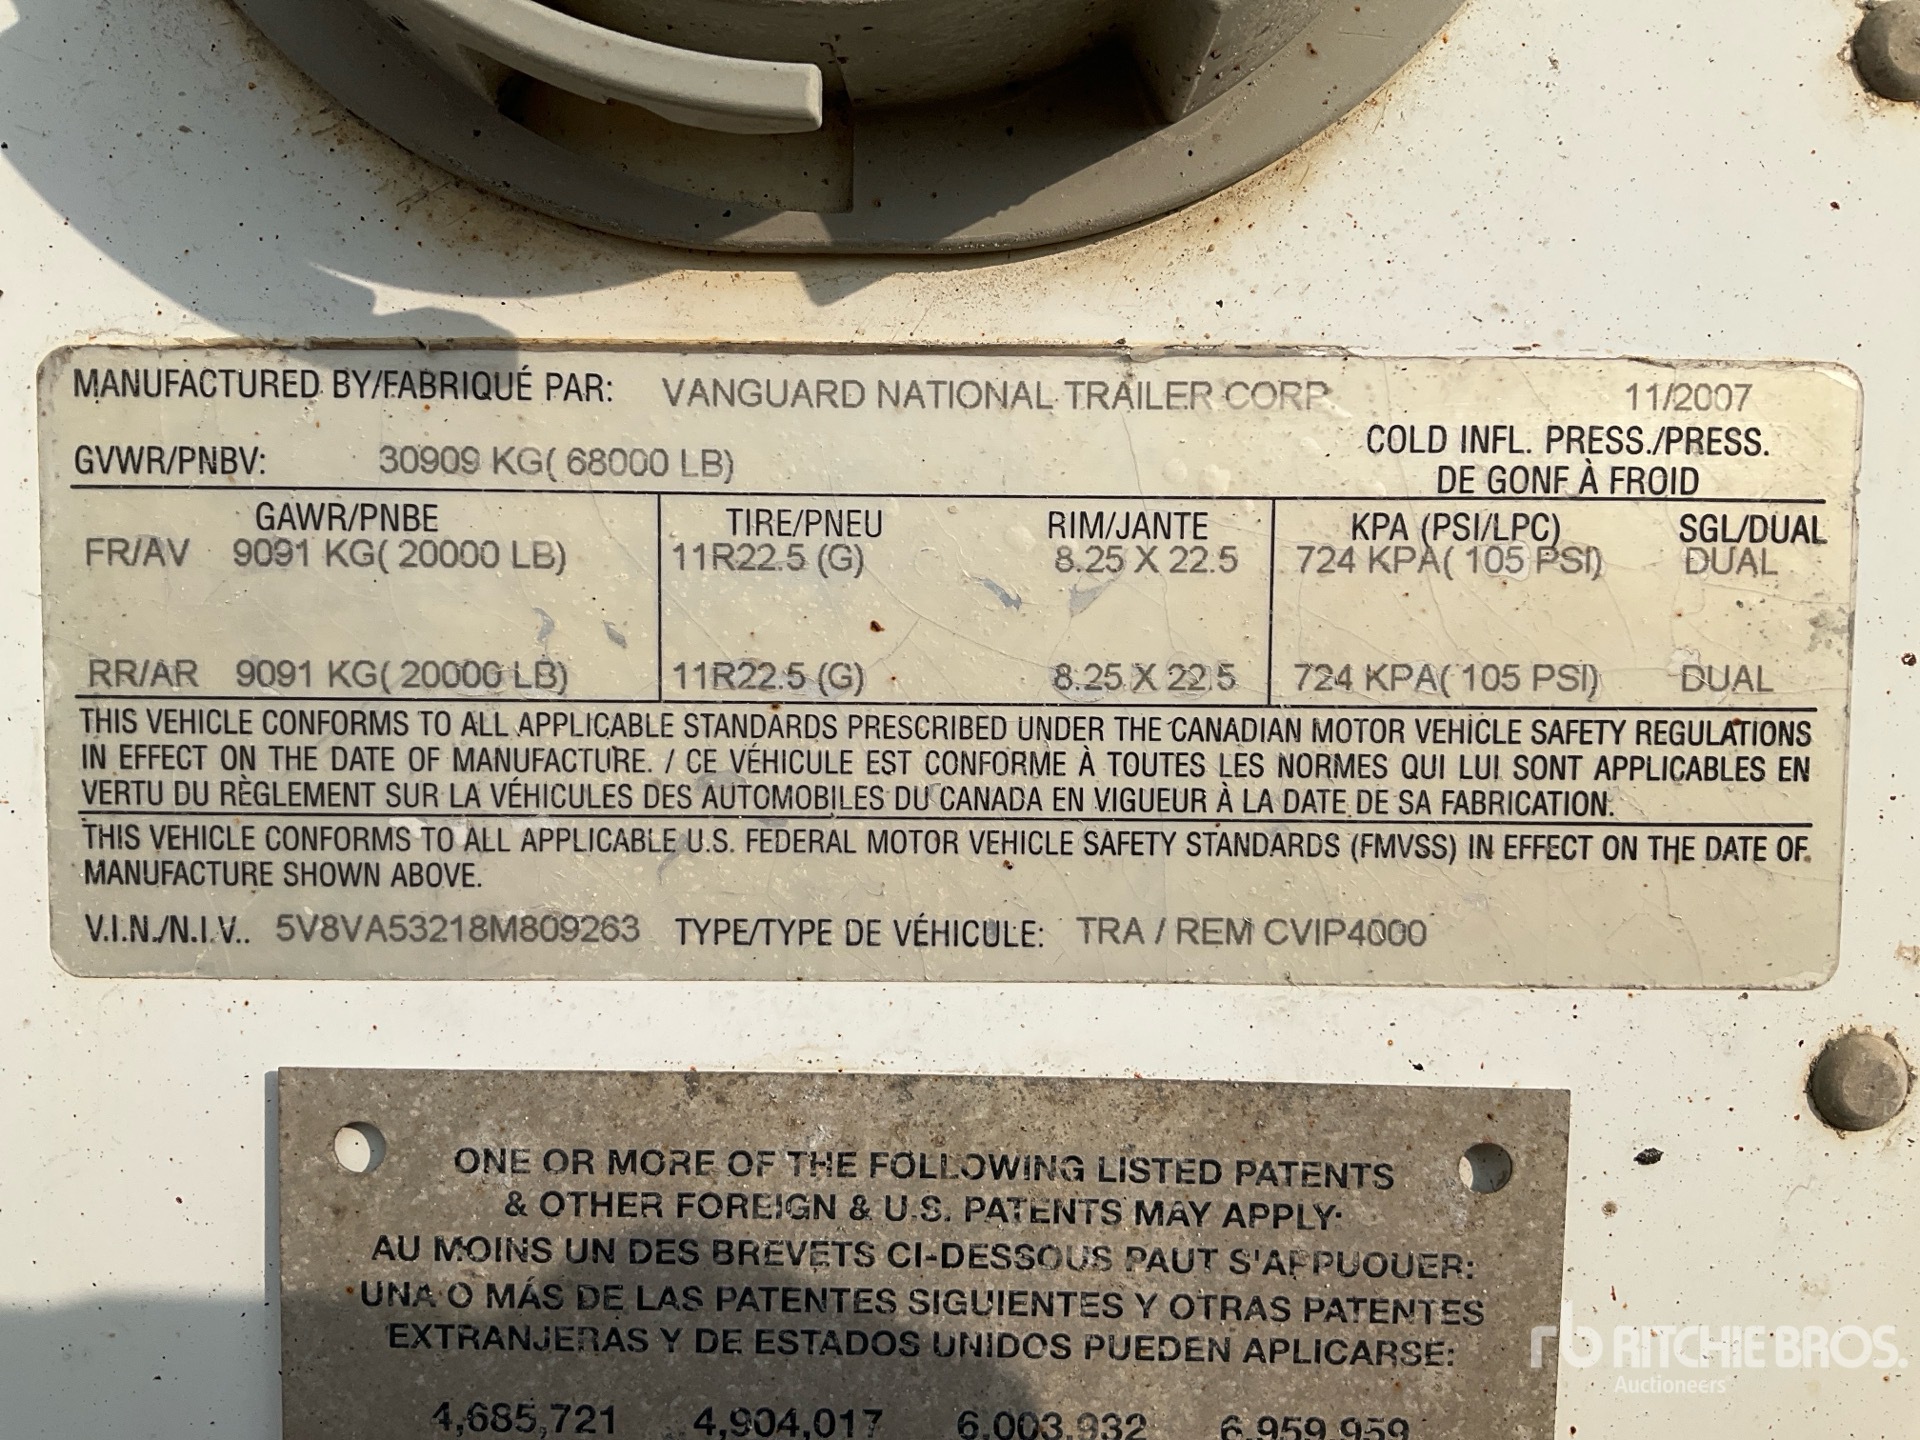 MANUFACTURED BY/FABRIQUÉ PAR: VANGUARD NATIONAL TRAILER CORP. 11/2007
GVWR/PNBV: 30909 KG( 68000 LB) COLD INFL. PRESS./PRESS.
DE GONF À FROID
GAWR/PNBE TIRE/PNEU RIM/JANTE KPA (PSI/LPC) SGL/DUAL
FR/AV 9091 KG( 20000 LB) 11R22.5 (G) 8.25 X 22.5 724 KPA( 105 PSI) DUAL
RR/AR 9091 KG( 20000 LB) 11R22.5 (G) 8.25 X 22.5 724 KPA( 105 PSI) DUAL
THIS VEHICLE CONFORMS TO ALL APPLICABLE STANDARDS PRESCRIBED UNDER THE CANADIAN MOTOR VEHICLE SAFETY REGULATIONS
IN EFFECT ON THE DATE OF MANUFACTURE. / CE VÉHICULE EST CONFORME À TOUTES LES NORMES QUI LUI SONT APPLICABLES EN
VERTU DU RÈGLEMENT SUR LA VÉHICULES DES AUTOMOBILES DU CANADA EN VIGUEUR À LA DATE DE SA FABRICATION.
THIS VEHICLE CONFORMS TO ALL APPLICABLE U.S. FEDERAL MOTOR VEHICLE SAFETY STANDARDS (FMVSS) IN EFFECT ON THE DATE OF
MANUFACTURE SHOWN ABOVE.
V.I.N./N.I.V.. 5V8VA53218M809263 TYPE/TYPE DE VÉHICULE: TRA / REM CVIP4000
ONE OR MORE OF THE FOLLOWING LISTED PATENTS
& OTHER FOREIGN & U.S. PATENTS MAY APPLY:
AU MOINS UN DES BREVETS CI-DESSOUS PAUT S'APPUOUER:
UNA O MÁS DE LAS PATENTES SIGUIENTES Y OTRAS PATENTES
EXTRANJERAS Y DE ESTADOS UNIDOS PUEDEN APLICARSE:
4,685,721 4,904,017 6,003,932 6,959,959
rb RITCHIE BROS.
Auctioneers